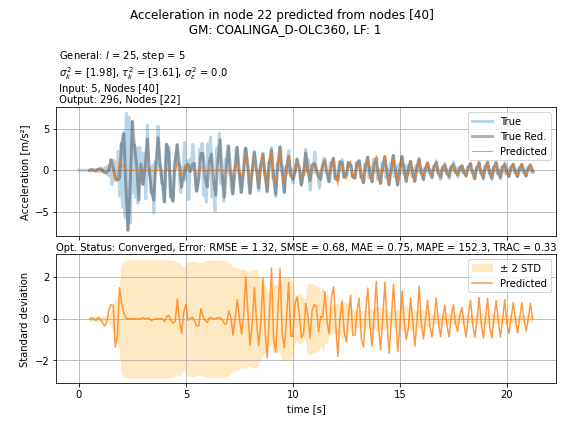 Acceleration in node 22 predicted from nodes [40]
GM: COALINGA_D-OLC360, LF: 1
General: l = 25, step = 5
σ²ₖ = [1.98], τ²ₖ = [3.61], σ²ε = 0.0
Input: 5, Nodes [40]
Output: 296, Nodes [22]
Acceleration [m/s²]
5
0
−5
True
True Red.
Predicted
Opt. Status: Converged, Error: RMSE = 1.32, SMSE = 0.68, MAE = 0.75, MAPE = 152.3, TRAC = 0.33
Standard deviation
2
0
−2
± 2 STD
Predicted
0 5 10 15 20
time [s]